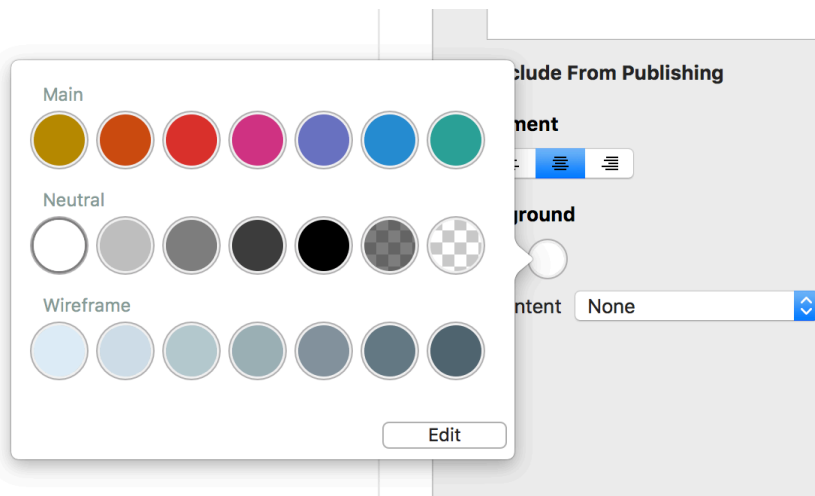 Main
Neutral
Wireframe
Edit
clude From Publishing
ment
ground
ntent
None